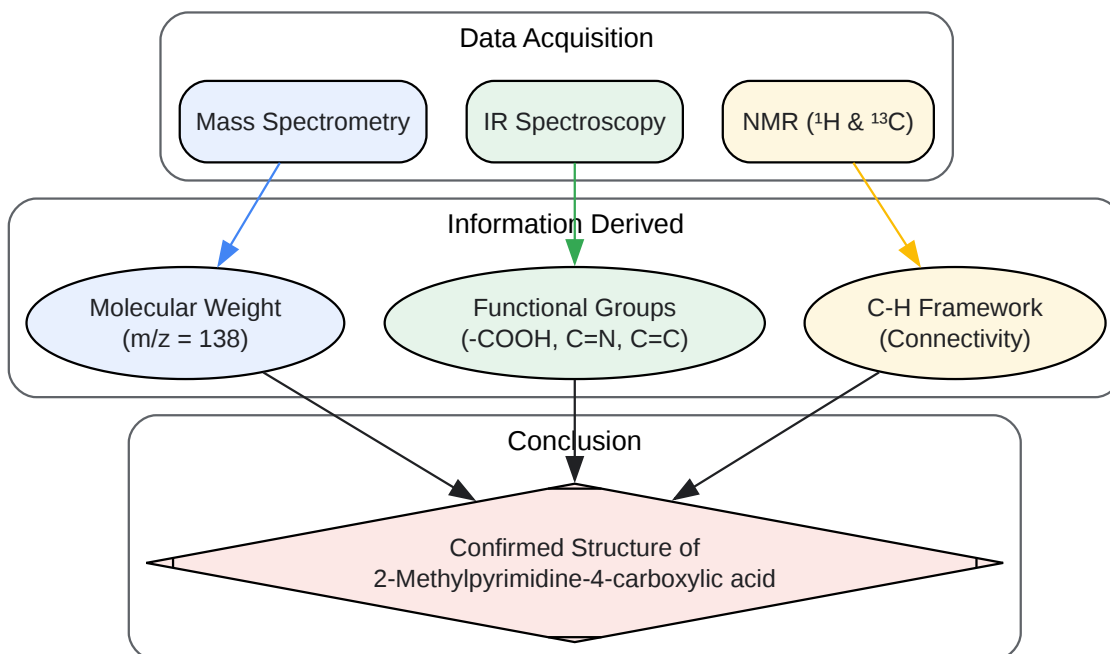 Data Acquisition
Mass Spectrometry
IR Spectroscopy
NMR (¹H & ¹³C)
Information Derived
Molecular Weight
(m/z = 138)
Functional Groups
(-COOH, C=N, C=C)
C-H Framework
(Connectivity)
Conclusion
Confirmed Structure of
2-Methylpyrimidine-4-carboxylic acid